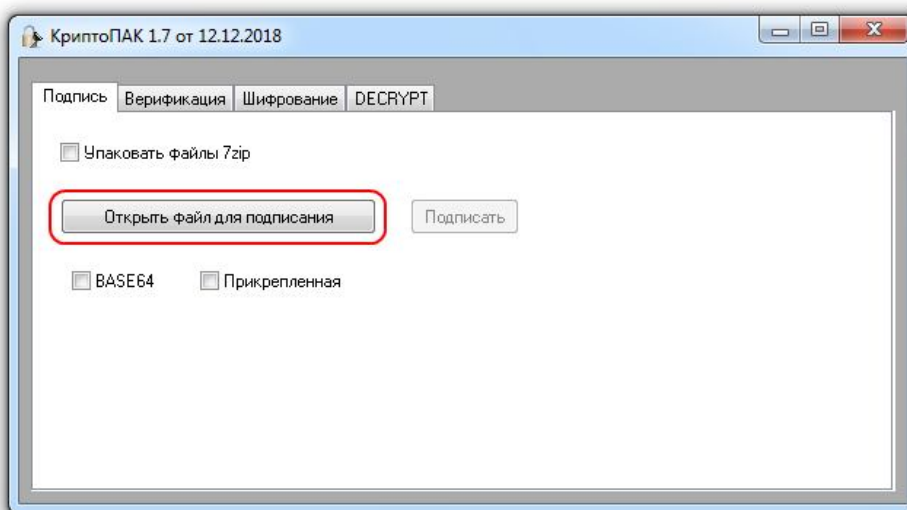 КриптоПАК 1.7 от 12.12.2018
Подпись Верификация Шифрование DECRYPT
Упаковать файлы 7zip
Открыть файл для подписания Подписать
BASE64 Прикрепленная